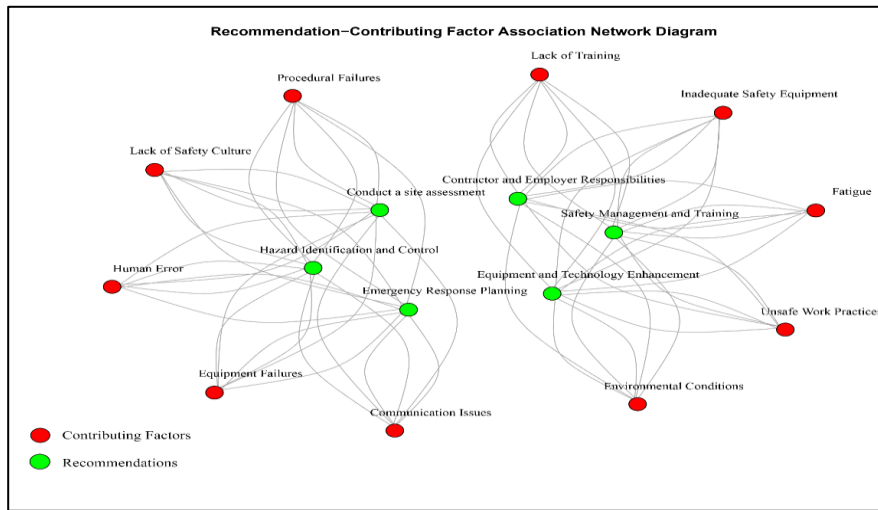 Recommendation−Contributing Factor Association Network Diagram
Lack of Training
Procedural Failures
Inadequate Safety Equipment
Lack of Safety Culture
Contractor and Employer Responsibilities
Conduct a site assessment
Fatigue
Safety Management and Training
Hazard Identification and Control
Human Error
Equipment and Technology Enhancement
Emergency Response Planning
Unsafe Work Practices
Equipment Failures
Environmental Conditions
Communication Issues
Contributing Factors
Recommendations